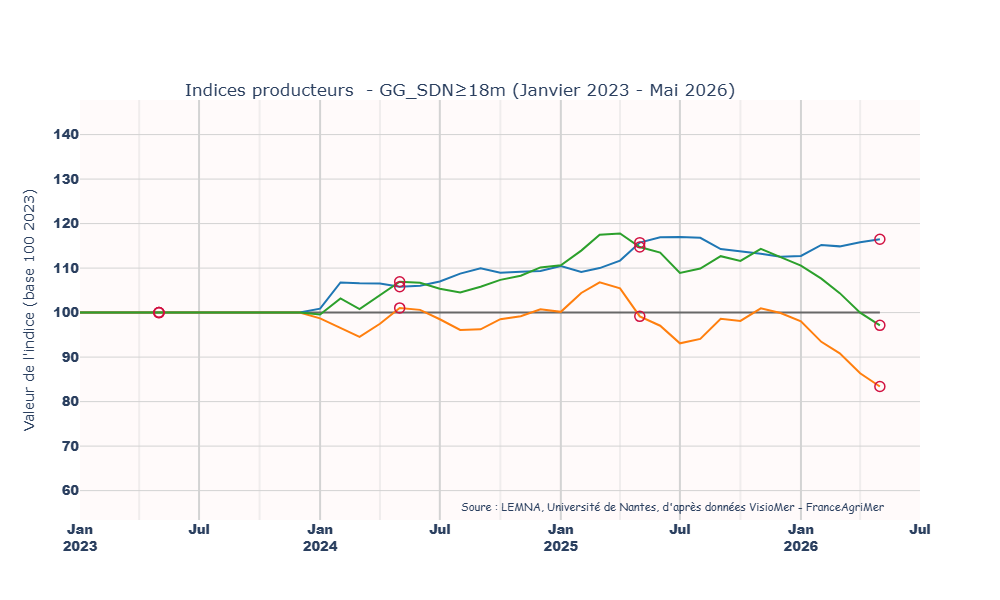 Indices producteurs - GG_SDN≥18m (Janvier 2023 - Mai 2026)
Valeur de l'indice (base 100 2023)
140
130
120
110
100
90
80
70
60
Soure : LEMNA, Université de Nantes, d'après données VisioMer - FranceAgriMer
Jan Jul Jan Jul Jan Jul Jan Jul
2023 2024 2025 2026